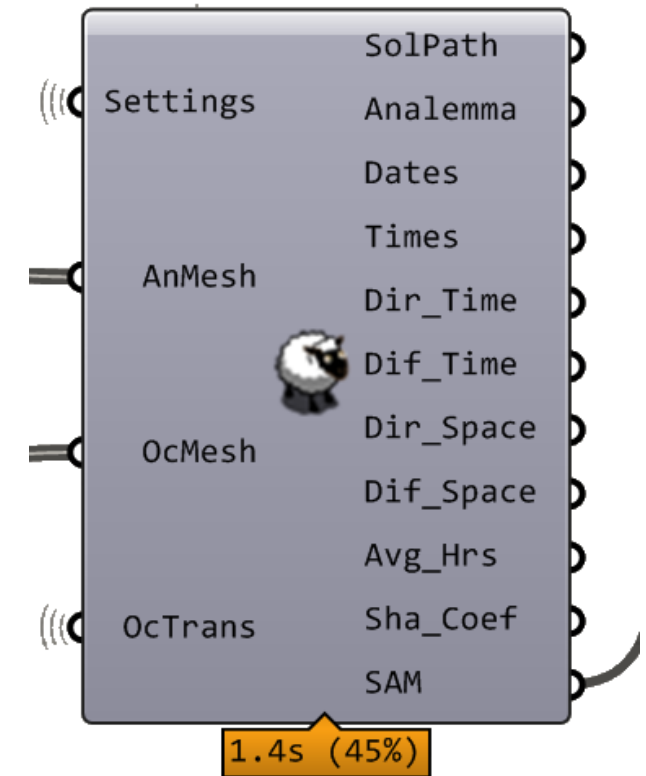 Settings
AnMesh
OcMesh
OcTrans
SolPath
Analemma
Dates
Times
Dir_Time
Dif_Time
Dir_Space
Dif_Space
Avg_Hrs
Sha_Coef
SAM
1.4s (45%)